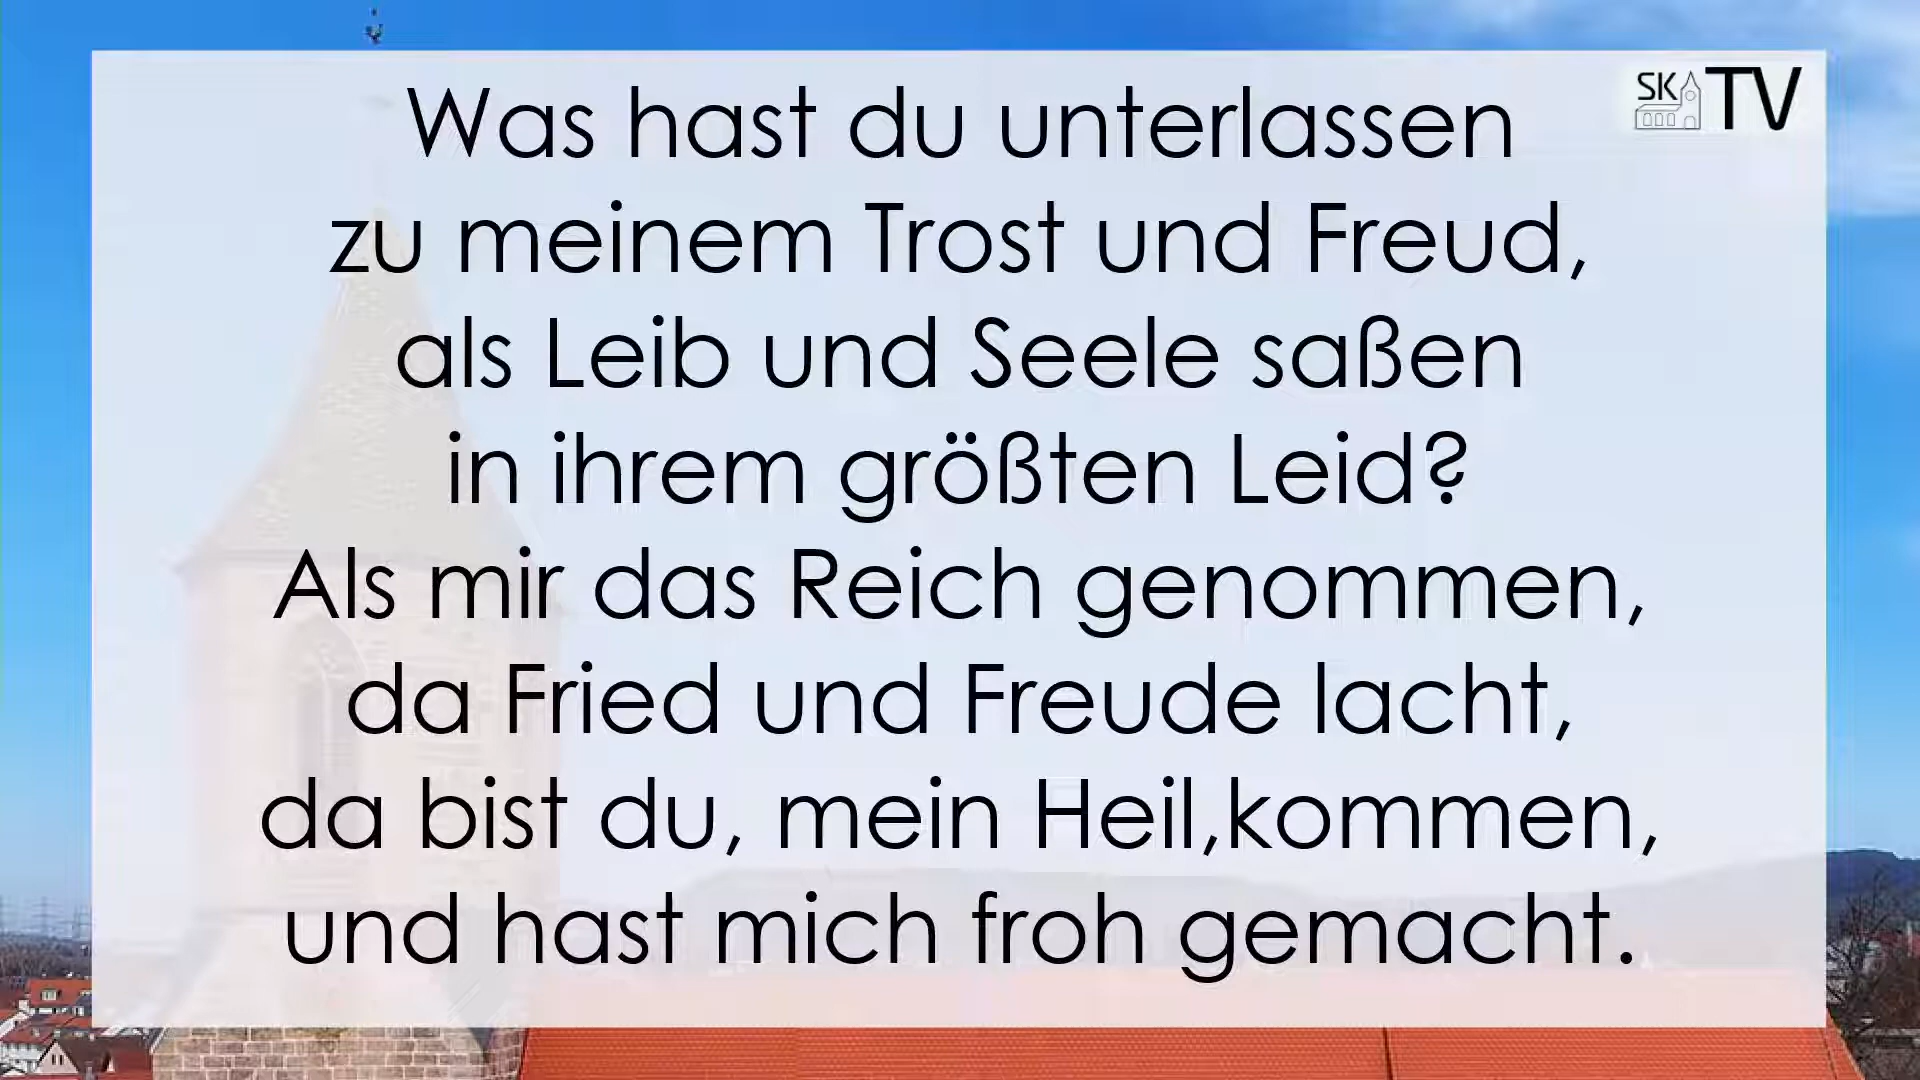 Was hast du unterlassen
zu meinem Trost und Freud,
als Leib und Seele saßen
in ihrem größten Leid?
Als mir das Reich genommen,
da Fried und Freude lacht,
da bist du, mein Heil,kommen,
und hast mich froh gemacht.
SK TV